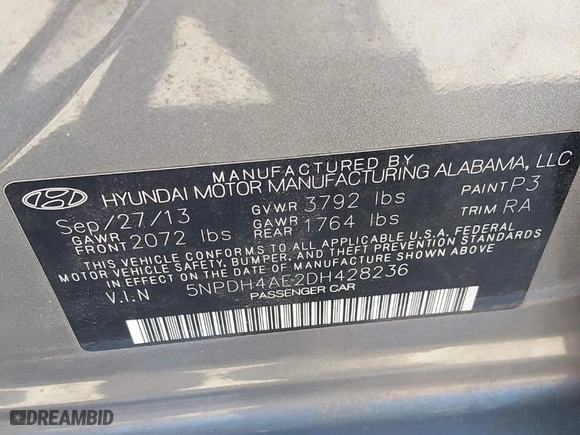 MANUFACTURED BY
HYUNDAI MOTOR MANUFACTURING ALABAMA, LLC
Sep/27/13 GVWR 3792 lbs PAINT P3
GAWR FRONT 2072 lbs GAWR REAR 1764 lbs TRIM RA
THIS VEHICLE CONFORMS TO ALL APPLICABLE U.S.A. FEDERAL
MOTOR VEHICLE SAFETY, BUMPER, AND THEFT PREVENTION STANDARDS
IN EFFECT ON THE DATE OF MANUFACTURE SHOWN ABOVE
V.I.N 5NPDH4AE2DH428236
PASSENGER CAR
DREAMBID